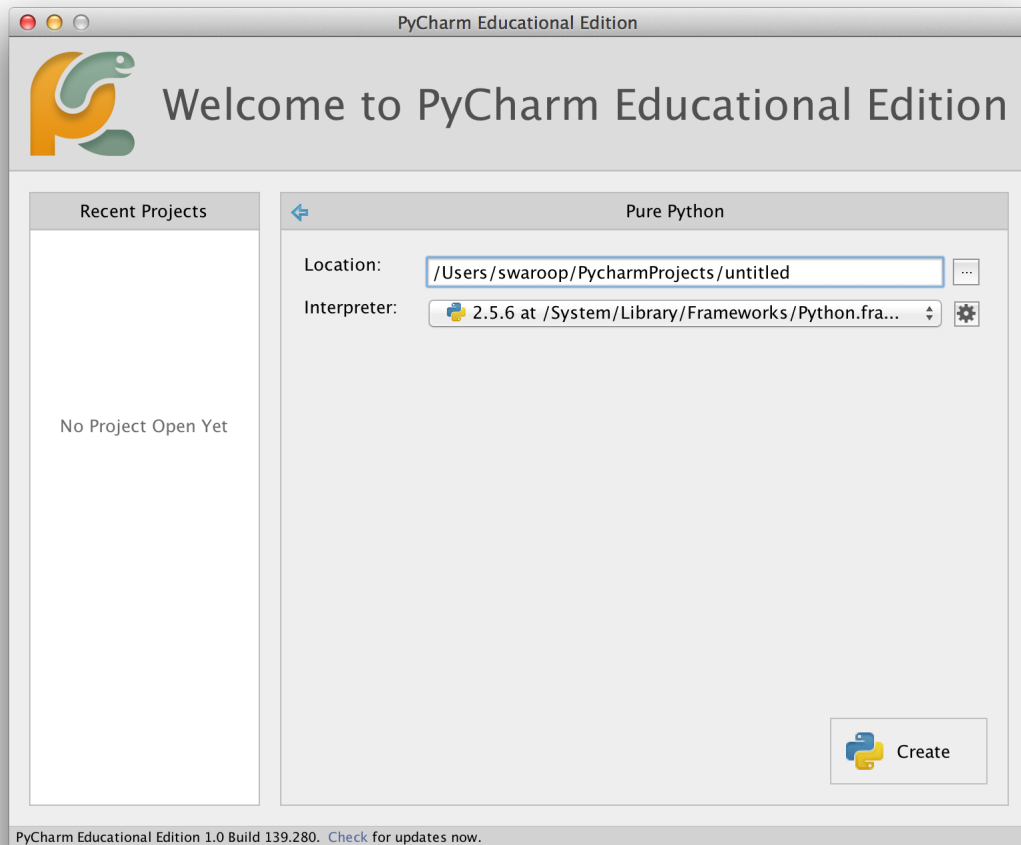 PyCharm Educational Edition
Welcome to PyCharm Educational Edition
Recent Projects
No Project Open Yet
Pure Python
Location:
/Users/swaroop/PycharmProjects/untitled
...
Interpreter:
2.5.6 at /System/Library/Frameworks/Python.fra...
Create
PyCharm Educational Edition 1.0 Build 139.280. Check for updates now.